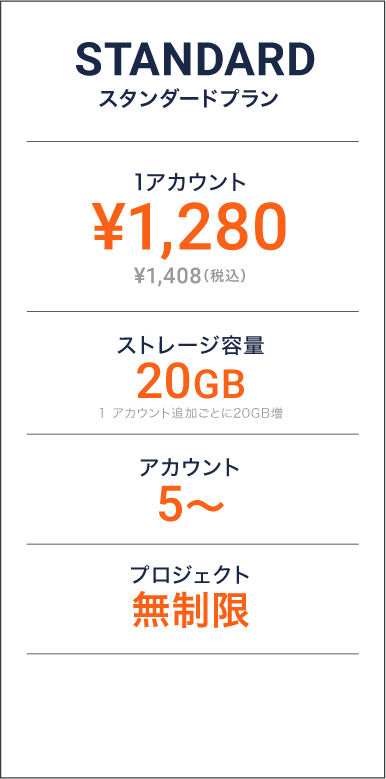 STANDARD
スタンダードプラン
1アカウント
¥1,280
¥1,408(税込)
ストレージ容量
20GB
1 アカウント追加ごとに20GB増
アカウント
5〜
プロジェクト
無制限